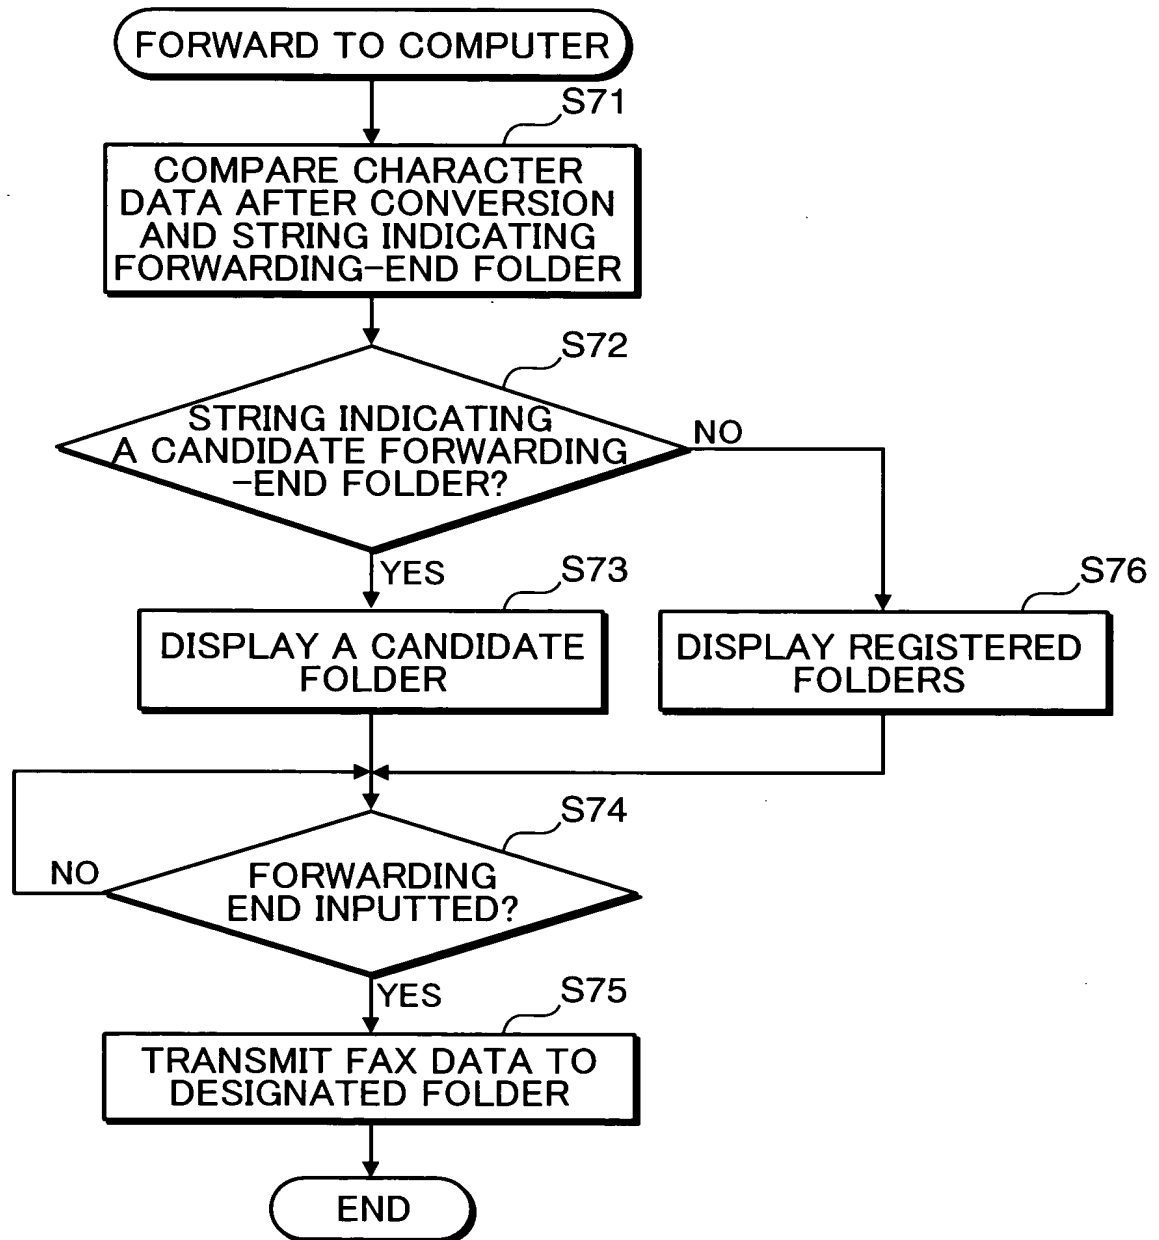 FORWARD TO COMPUTER
S71
COMPARE CHARACTER
DATA AFTER CONVERSION
AND STRING INDICATING
FORWARDING-END FOLDER
S72
STRING INDICATING
A CANDIDATE FORWARDING
-END FOLDER?
NO
YES
S73
S76
DISPLAY A CANDIDATE
FOLDER
DISPLAY REGISTERED
FOLDERS
S74
NO
FORWARDING
END INPUTTED?
YES
S75
TRANSMIT FAX DATA TO
DESIGNATED FOLDER
END